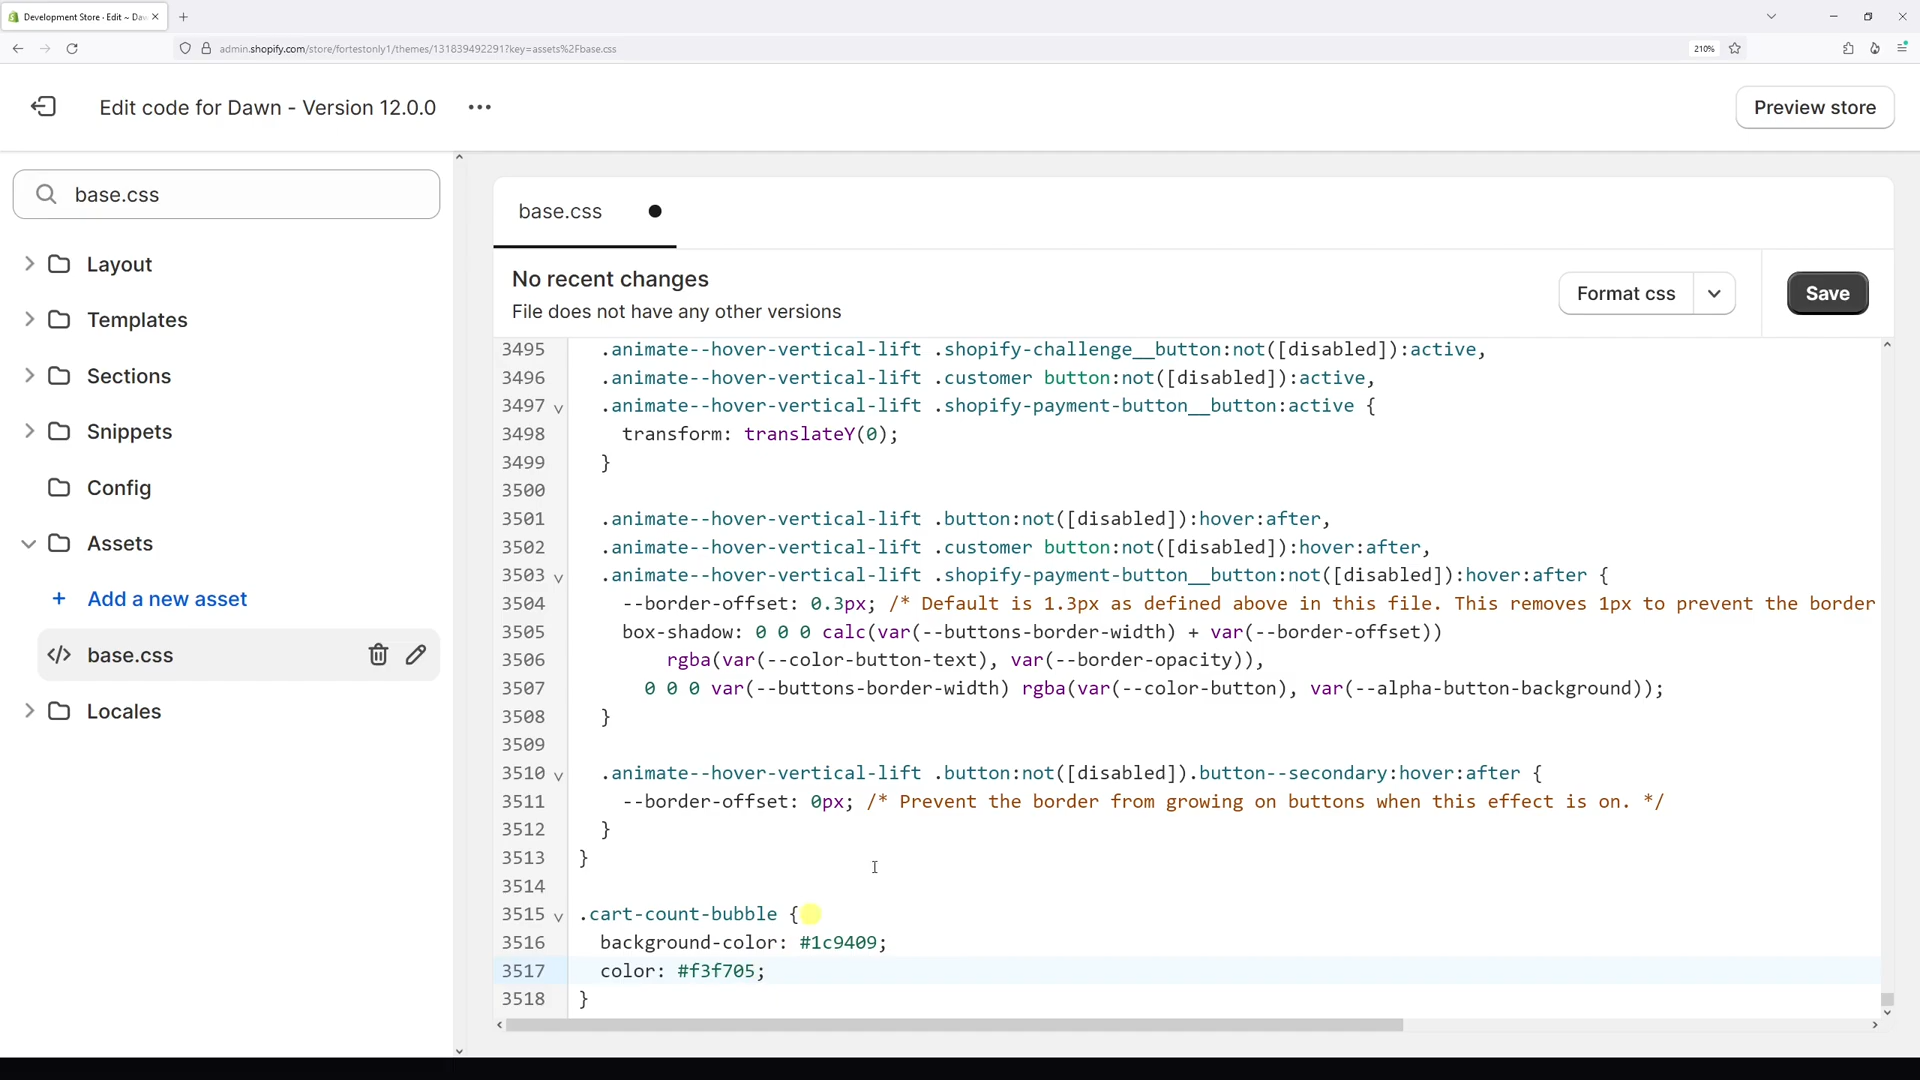 Development Store · Edit ~ Da
admin.shopify.com/store/fortestonly1/themes/131839492291?key=assets%2Fbase.css
210%
Edit code for Dawn - Version 12.0.0
Preview store
base.css
Layout
Templates
Sections
Snippets
Config
Assets
+ Add a new asset
</> base.css
Locales
base.css
No recent changes
File does not have any other versions
Format css
Save
3495 .animate--hover-vertical-lift .shopify-challenge__button:not([disabled]):active,
3496 .animate--hover-vertical-lift .customer button:not([disabled]):active,
3497 .animate--hover-vertical-lift .shopify-payment-button__button:active {
3498 transform: translateY(0);
3499 }
3500
3501 .animate--hover-vertical-lift .button:not([disabled]):hover:after,
3502 .animate--hover-vertical-lift .customer button:not([disabled]):hover:after,
3503 .animate--hover-vertical-lift .shopify-payment-button__button:not([disabled]):hover:after {
3504 --border-offset: 0.3px; /* Default is 1.3px as defined above in this file. This removes 1px to prevent the border
3505 box-shadow: 0 0 0 calc(var(--buttons-border-width) + var(--border-offset))
3506 rgba(var(--color-button-text), var(--border-opacity)),
3507 0 0 0 var(--buttons-border-width) rgba(var(--color-button), var(--alpha-button-background));
3508 }
3509
3510 .animate--hover-vertical-lift .button:not([disabled]).button--secondary:hover:after {
3511 --border-offset: 0px; /* Prevent the border from growing on buttons when this effect is on. */
3512 }
3513 }
3514
3515 .cart-count-bubble {
3516 background-color: #1c9409;
3517 color: #f3f705;
3518 }